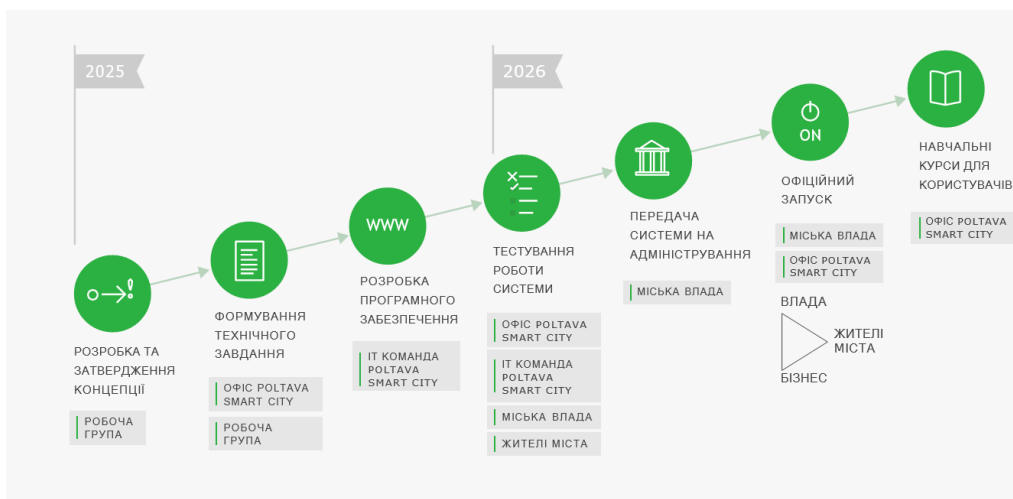 2025
2026
РОЗРОБКА ТА
ЗАТВЕРДЖЕННЯ
КОНЦЕПЦІЇ
РОБОЧА
ГРУПА
ФОРМУВАННЯ
ТЕХНІЧНОГО
ЗАВДАННЯ
ОФІС POLTAVA
SMART CITY
РОБОЧА
ГРУПА
WWW
РОЗРОБКА
ПРОГРАМНОГО
ЗАБЕЗПЕЧЕННЯ
ІТ КОМАНДА
POLTAVA
SMART CITY
ТЕСТУВАННЯ
РОБОТИ
СИСТЕМИ
ОФІС POLTAVA
SMART CITY
ІТ КОМАНДА
POLTAVA
SMART CITY
МІСЬКА ВЛАДА
ЖИТЕЛІ МІСТА
ПЕРЕДАЧА
СИСТЕМИ НА
АДМІНІСТРУВАННЯ
МІСЬКА ВЛАДА
ON
ОФІЦІЙНИЙ
ЗАПУСК
МІСЬКА ВЛАДА
ОФІС POLTAVA
SMART CITY
ВЛАДА
ЖИТЕЛІ
МІСТА
БІЗНЕС
НАВЧАЛЬНІ
КУРСИ ДЛЯ
КОРИСТУВАЧІВ
ОФІС POLTAVA
SMART CITY